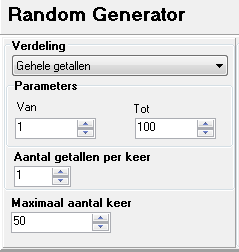 Random Generator
Verdeling
Gehele getallen
Parameters
Van Tot
1 100
Aantal getallen per keer
1
Maximaal aantal keer
50